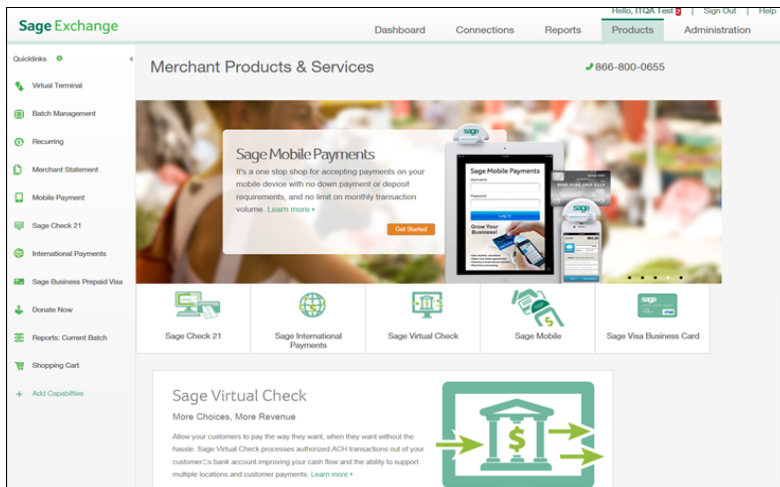 Hello, ITQA Test 2 | Sign Out | Help
Sage Exchange
Dashboard Connections Reports Products Administration
Quicklinks
Virtual Terminal
Batch Management
Recurring
Merchant Statement
Mobile Payment
Sage Check 21
International Payments
Sage Business Prepaid Visa
Donate Now
Reports: Current Batch
Shopping Cart
+ Add Capabilities
Merchant Products & Services
866-800-0655
Sage Mobile Payments
It's a one stop shop for accepting payments on your
mobile device with no down payment or deposit
requirements, and no limit on monthly transaction
volume. Learn more
Get Started
sage
Sage Mobile Payments
Username
Password
Log in
Grow Your
Business!
sage
Sage Check 21
Sage International
Payments
Sage Virtual Check
Sage Mobile
sage
VISA
Sage Visa Business Card
Sage Virtual Check
More Choices, More Revenue
Allow your customers to pay the way they want, when they want without the
hassle. Sage Virtual Check processes authorized ACH transactions out of your
customer□s bank account improving your cash flow and the ability to support
multiple locations and customer payments. Learn more
$